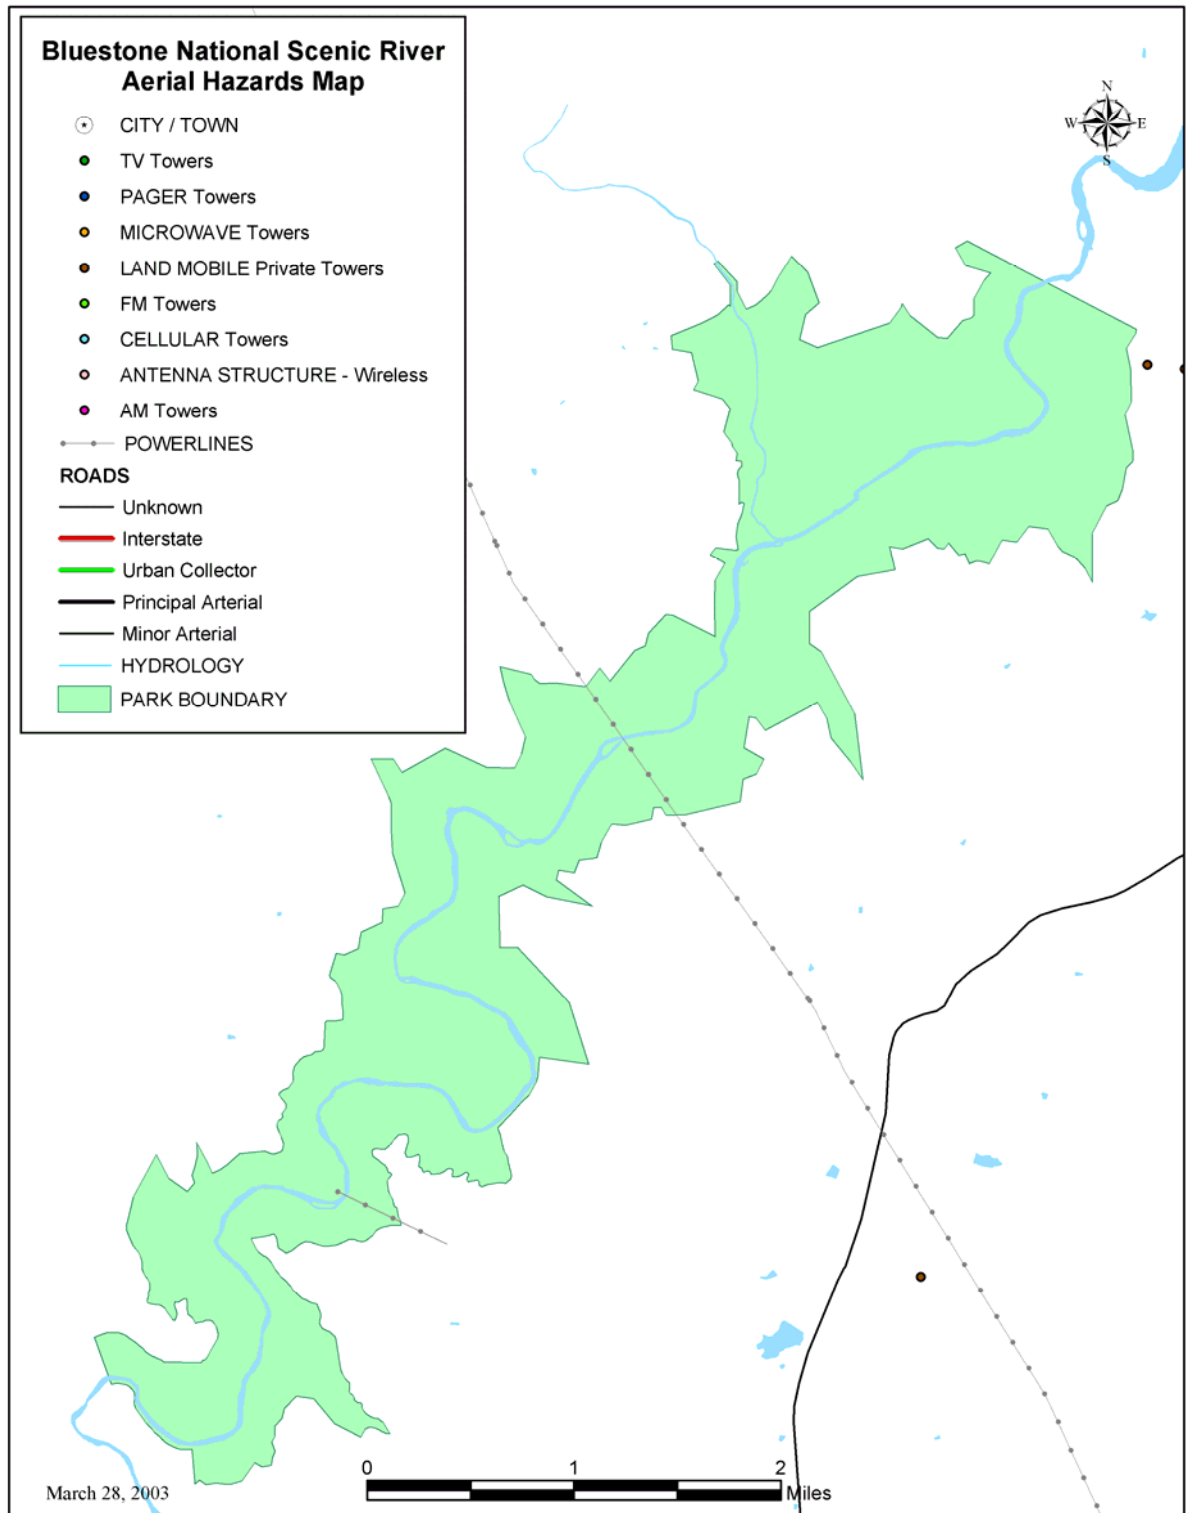 Bluestone National Scenic River
Aerial Hazards Map
CITY / TOWN
TV Towers
PAGER Towers
MICROWAVE Towers
LAND MOBILE Private Towers
FM Towers
CELLULAR Towers
ANTENNA STRUCTURE - Wireless
AM Towers
POWERLINES
ROADS
Unknown
Interstate
Urban Collector
Principal Arterial
Minor Arterial
HYDROLOGY
PARK BOUNDARY
N
W E
S
0 1 2
Miles
March 28, 2003